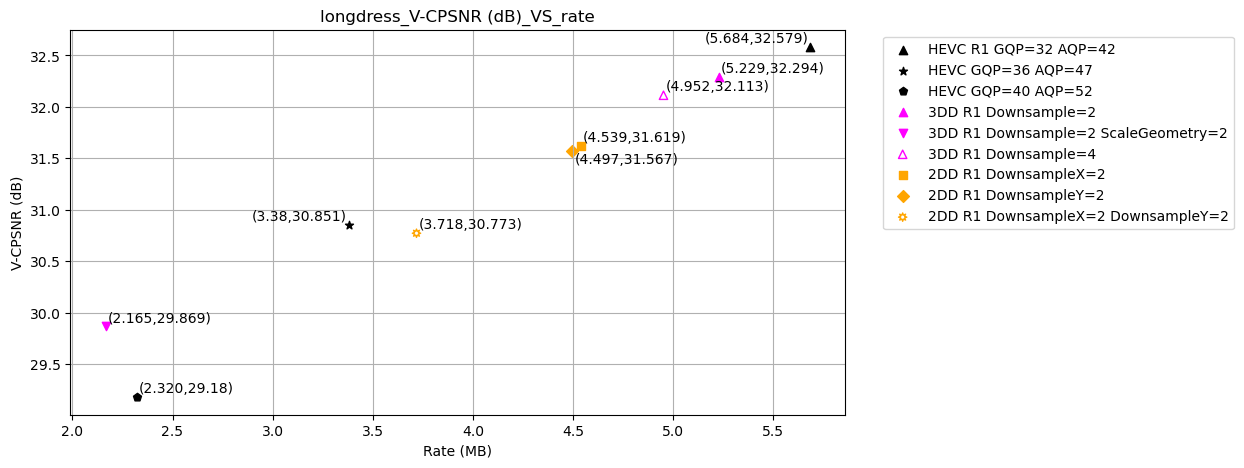 longdress_V-CPSNR (dB)_VS_rate
V-CPSNR (dB)
32.5
32.0
31.5
31.0
30.5
30.0
29.5
(5.684,32.579)
(5.229,32.294)
(4.952,32.113)
(4.539,31.619)
(4.497,31.567)
(3.38,30.851)
(3.718,30.773)
(2.165,29.869)
(2.320,29.18)
2.0
2.5
3.0
3.5
4.0
4.5
5.0
5.5
Rate (MB)
HEVC R1 GQP=32 AQP=42
HEVC GQP=36 AQP=47
HEVC GQP=40 AQP=52
3DD R1 Downsample=2
3DD R1 Downsample=2 ScaleGeometry=2
3DD R1 Downsample=4
2DD R1 DownsampleX=2
2DD R1 DownsampleY=2
2DD R1 DownsampleX=2 DownsampleY=2